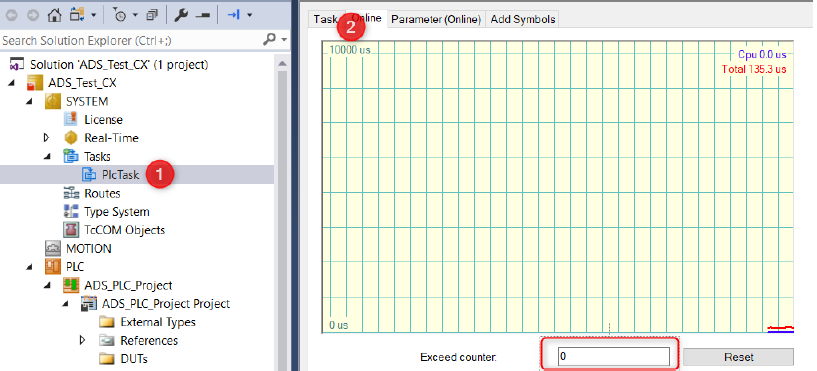 Search Solution Explorer (Ctrl+;)
Solution 'ADS_Test_CX' (1 project)
ADS_Test_CX
SYSTEM
License
Real-Time
Tasks
PlcTask 1
Routes
Type System
TcCOM Objects
MOTION
PLC
ADS_PLC_Project
ADS_PLC_Project Project
External Types
References
DUTs
Task 2 Online Parameter (Online) Add Symbols
10000 us
Cpu 0.0 us
Total 135.3 us
0 us
Exceed counter: 0 Reset